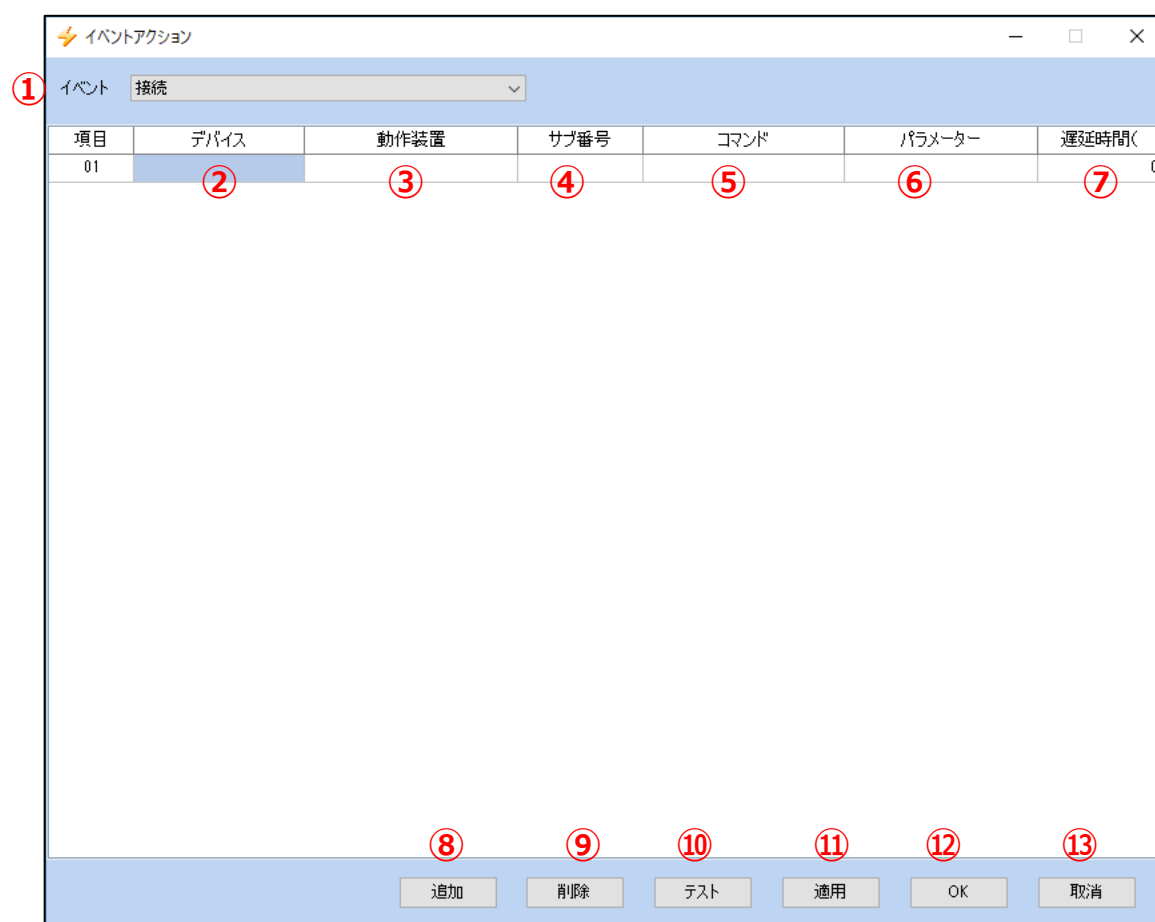 イベントアクション
① イベント 接続
項目 デバイス 動作装置 サブ番号 コマンド パラメーター 遅延時間(
01 ② ③ ④ ⑤ ⑥ ⑦ 0
⑧ ⑨ ⑩ ⑪ ⑫ ⑬
追加 削除 テスト 適用 OK 取消